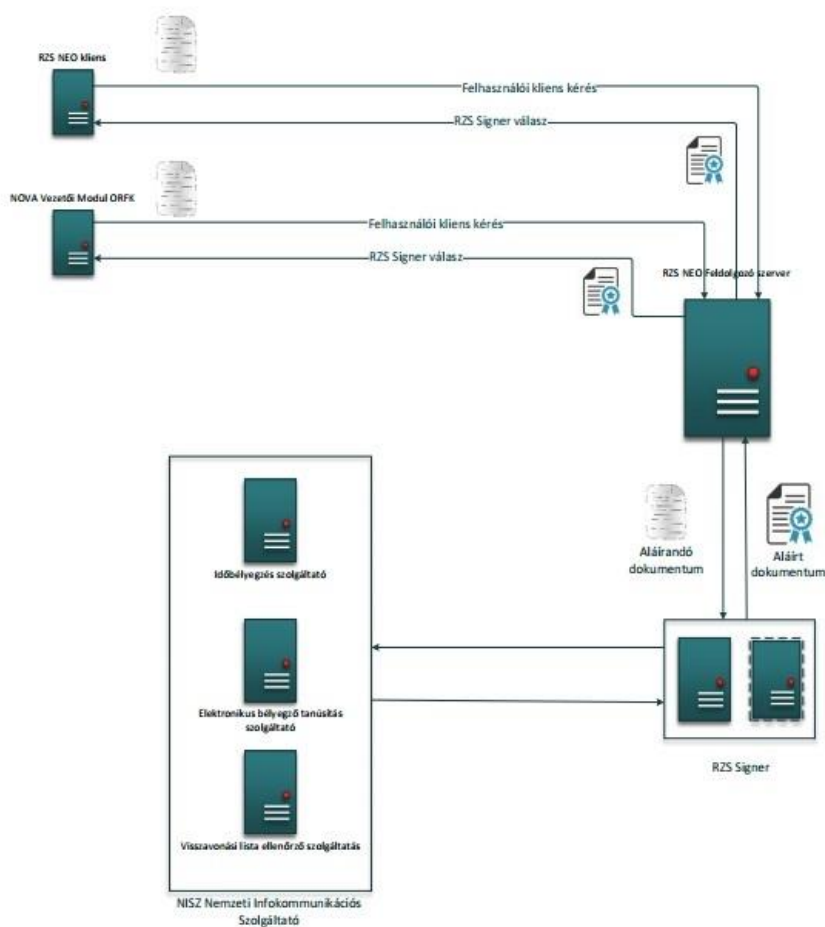 RZS NEO kliens
Felhasználói kliens kérés
RZS Signer válasz
NOVA Vezetői Modul ORFK
Felhasználói kliens kérés
RZS Signer válasz
RZS NEO Feldolgozó szerver
Aláírandó
dokumentum
Aláírt
dokumentum
Időbélyegzés szolgáltató
Elektronikus bélyegző tanúsítás
szolgáltató
Visszavonási lista ellenőrző szolgáltatás
RZS Signer
NISZ Nemzeti Infokommunikációs
Szolgáltató